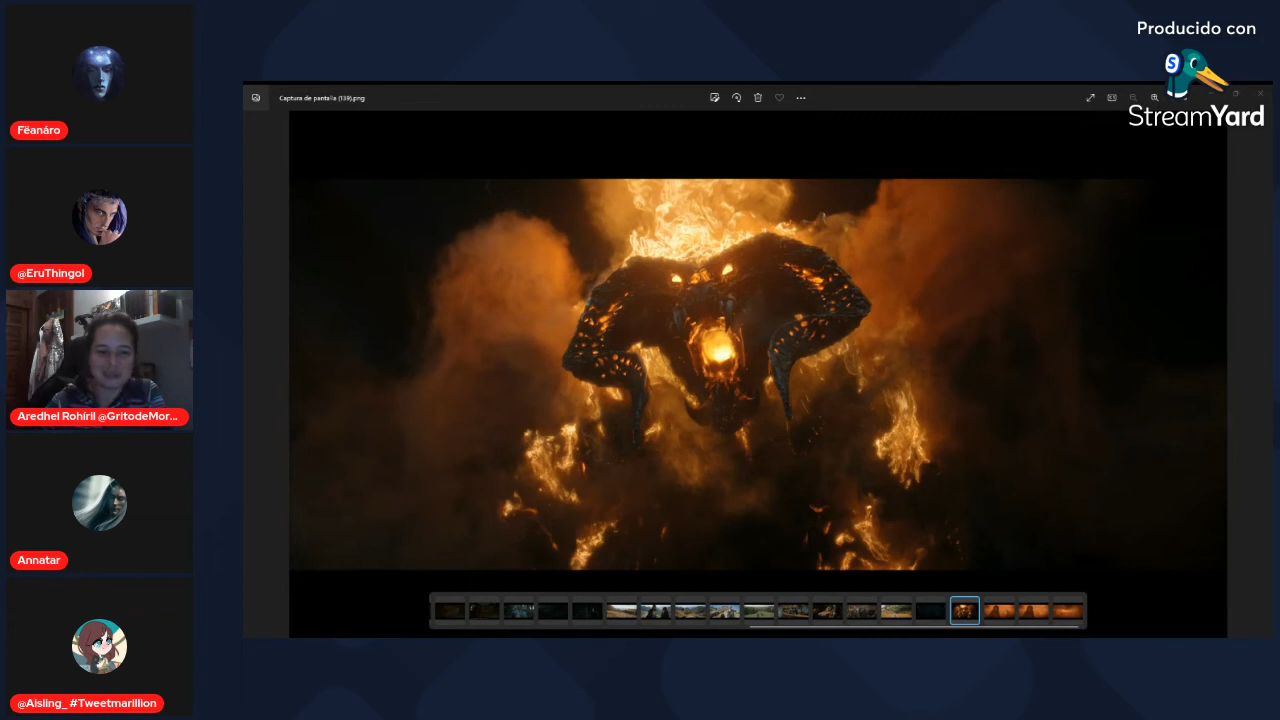 Producido con
StreamYard
S
Captura de pantalla (139).png
Fëanáro
@EruThingol
Aredhel Rohíril @GritodeMor...
Annatar
@Aisling_ #Tweetmarillion